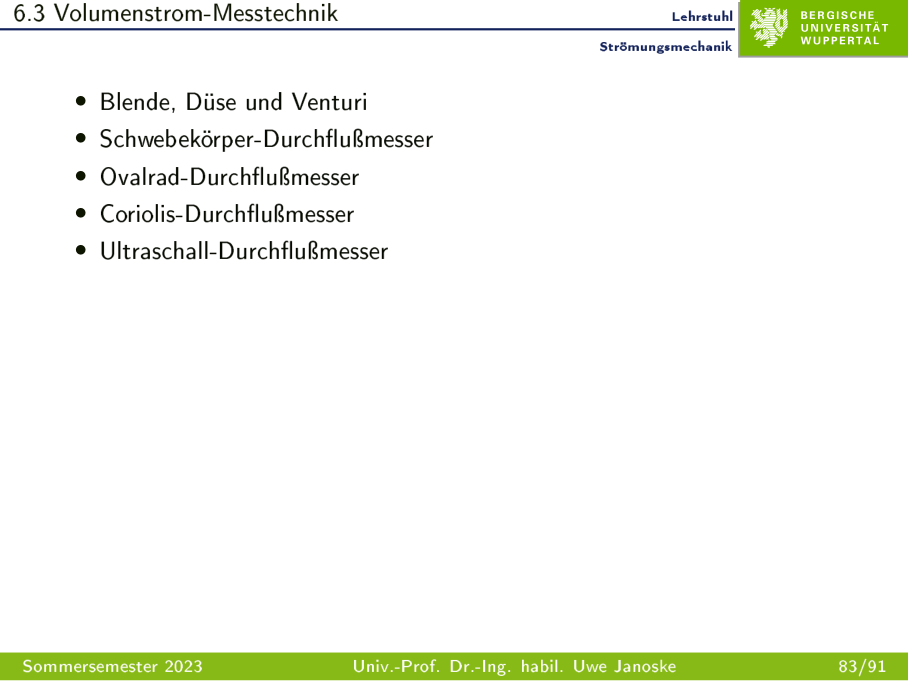 6.3 Volumenstrom-Messtechnik
Lehrstuhl
Strömungsmechanik
BERGISCHE
UNIVERSITÄT
WUPPERTAL
• Blende, Düse und Venturi
• Schwebekörper-Durchflußmesser
• Ovalrad-Durchflußmesser
• Coriolis-Durchflußmesser
• Ultraschall-Durchflußmesser
Sommersemester 2023 Univ.-Prof. Dr.-Ing. habil. Uwe Janoske 83/91